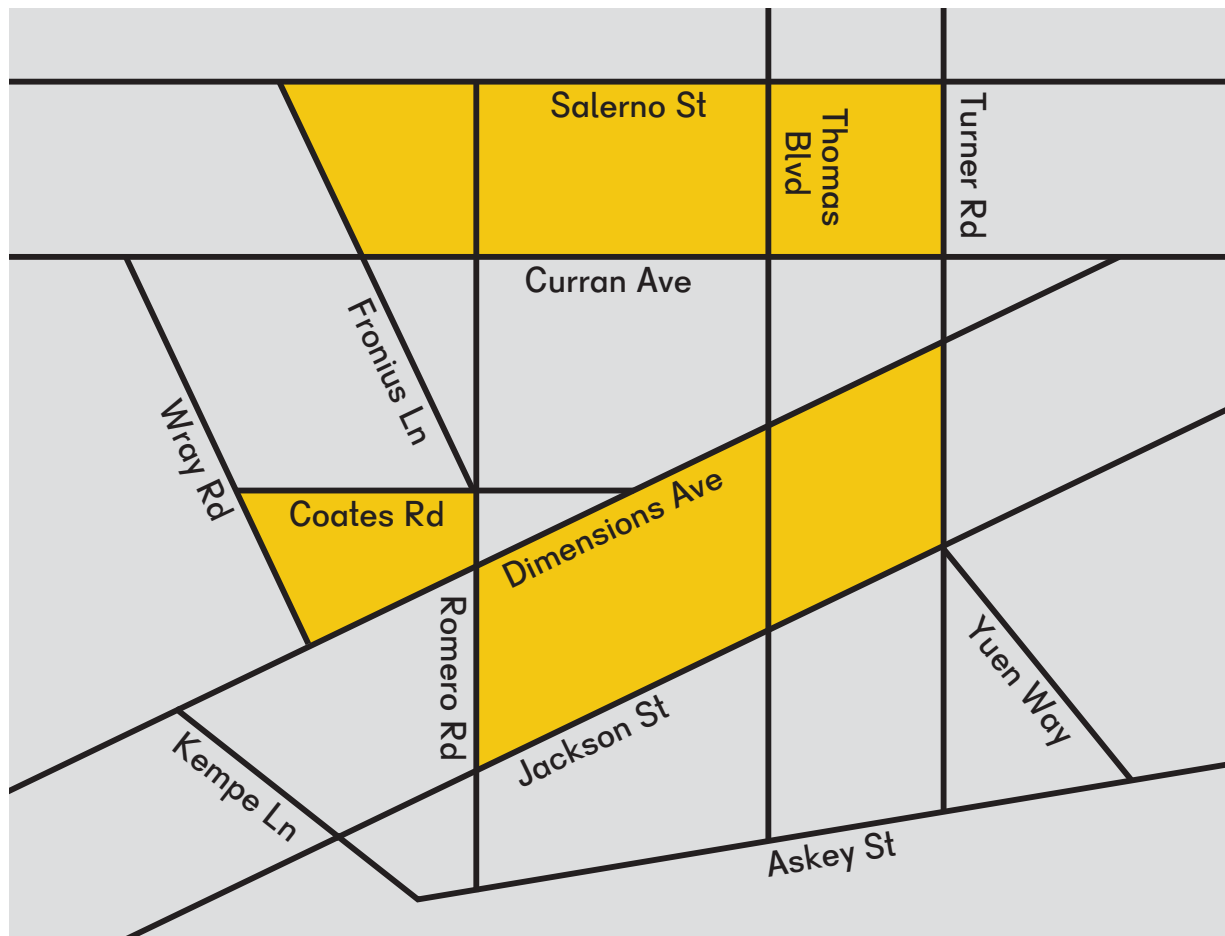 Salerno St
Thomas
Blvd
Turner Rd
Curran Ave
Fronius Ln
Wray Rd
Coates Rd
Dimensions Ave
Romero Rd
Jackson St
Yuen Way
Kempe Ln
Askey St